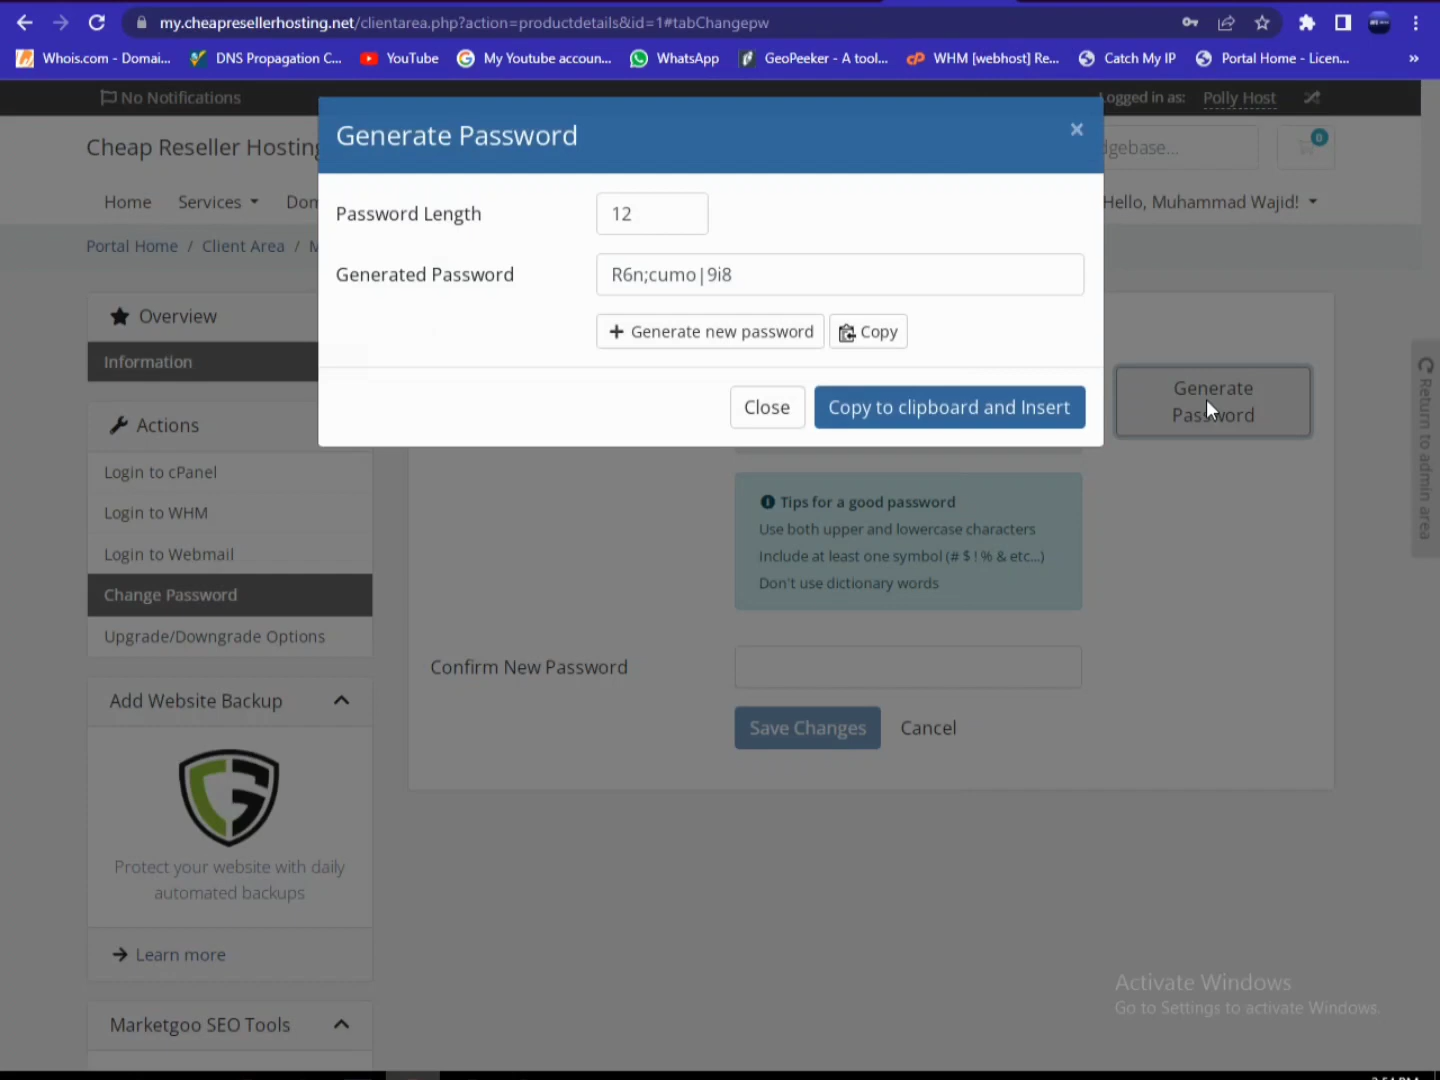 my.cheapresellerhosting.net/clientarea.php?action=productdetails&id=1#tabChangepw
Whois.com - Domai...
DNS Propagation C...
YouTube
My Youtube accoun...
WhatsApp
GeoPeeker - A tool...
WHM [webhost] Re...
Catch My IP
Portal Home - Licen...
»
No Notifications
Logged in as:
Polly Host
Cheap Reseller Hosting
dgebase...
0
Home
Services
Dom
Hello, Muhammad Wajid!
Portal Home / Client Area / M
Generate Password
×
Password Length
12
Generated Password
R6n;cumo|9i8
+ Generate new password
Copy
Close
Copy to clipboard and Insert
Overview
Information
Actions
Login to cPanel
Login to WHM
Login to Webmail
Change Password
Upgrade/Downgrade Options
Generate
Password
Return to admin area
Tips for a good password
Use both upper and lowercase characters
Include at least one symbol (# $ ! % & etc...)
Don't use dictionary words
Confirm New Password
Save Changes
Cancel
Add Website Backup
Protect your website with daily
automated backups
Learn more
Marketgoo SEO Tools
Activate Windows
Go to Settings to activate Windows.